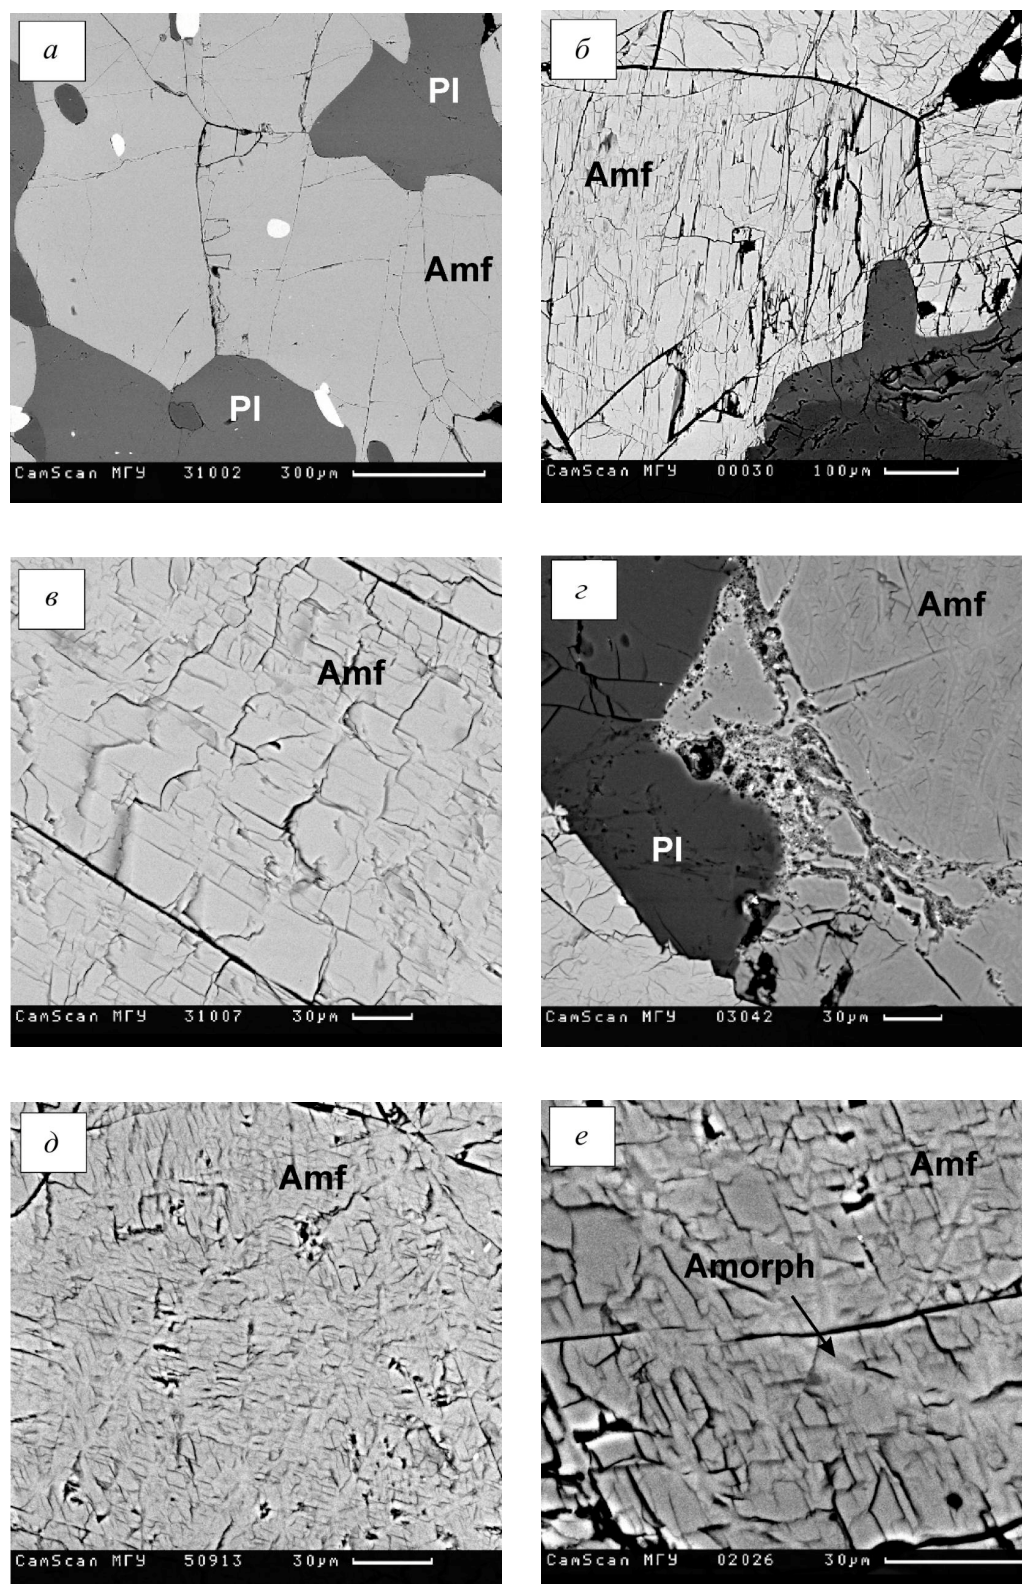 а
Pl
Amf
Pl
CamScan МГУ 31002 300µm
б
Amf
CamScan МГУ 00030 100µm
в
Amf
CamScan МГУ 31007 30µm
г
Amf
Pl
CamScan МГУ 03042 30µm
д
Amf
CamScan МГУ 50913 30µm
е
Amf
Amorph
CamScan МГУ 02026 30µm